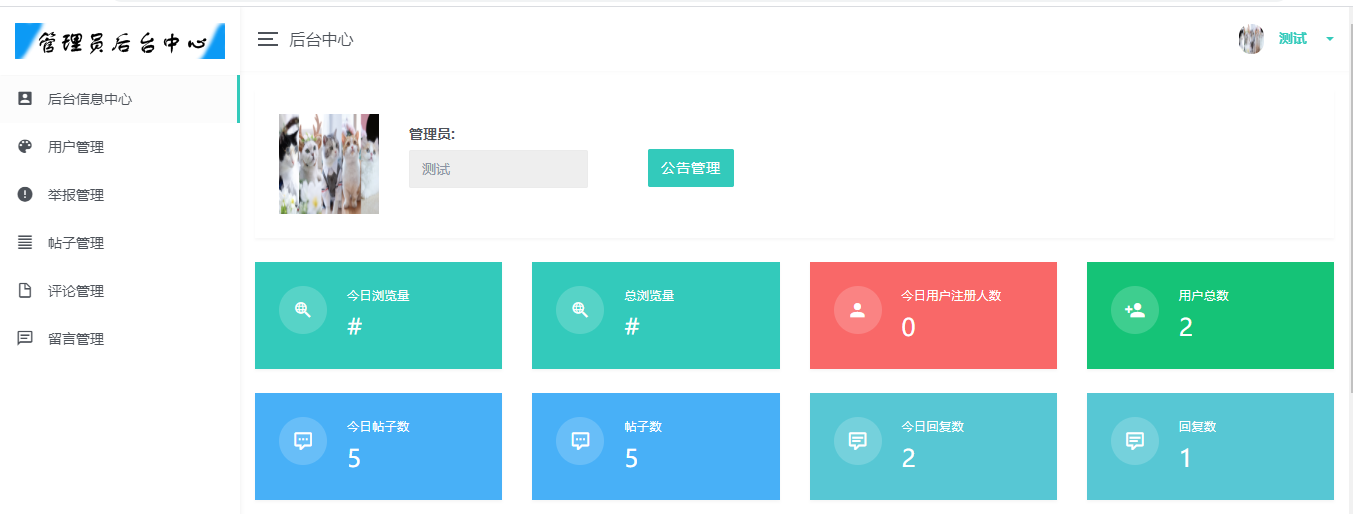 管理员后台中心
后台中心
测试
后台信息中心
用户管理
举报管理
帖子管理
评论管理
留言管理
管理员:
测试
公告管理
今日浏览量
#
总浏览量
#
今日用户注册人数
0
用户总数
2
今日帖子数
5
帖子数
5
今日回复数
2
回复数
1